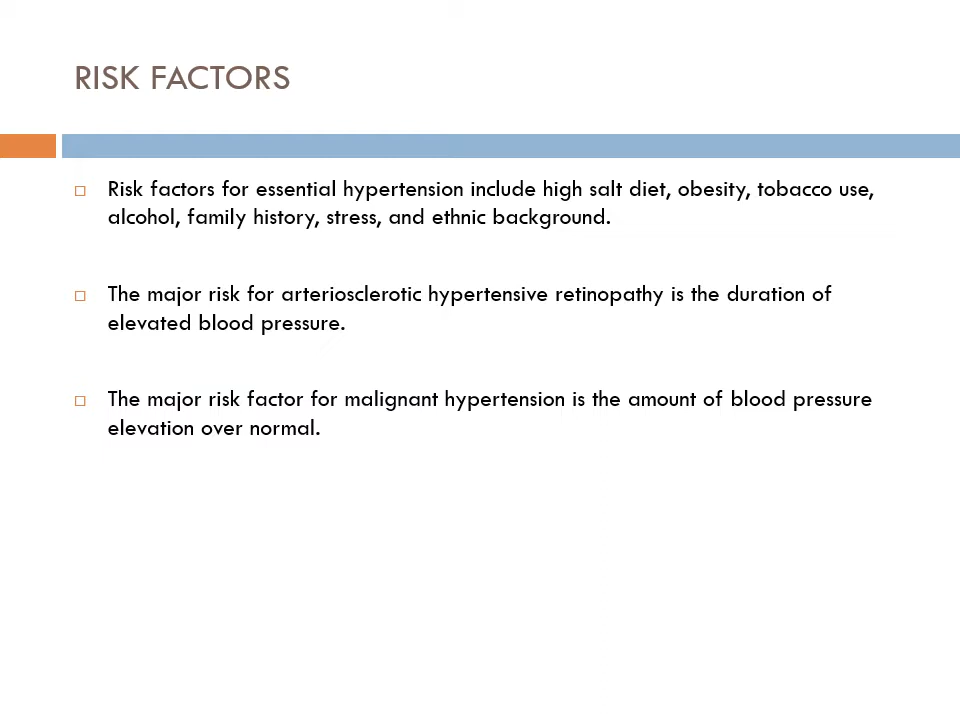 RISK FACTORS
Risk factors for essential hypertension include high salt diet, obesity, tobacco use,
alcohol, family history, stress, and ethnic background.
The major risk for arteriosclerotic hypertensive retinopathy is the duration of
elevated blood pressure.
The major risk factor for malignant hypertension is the amount of blood pressure
elevation over normal.